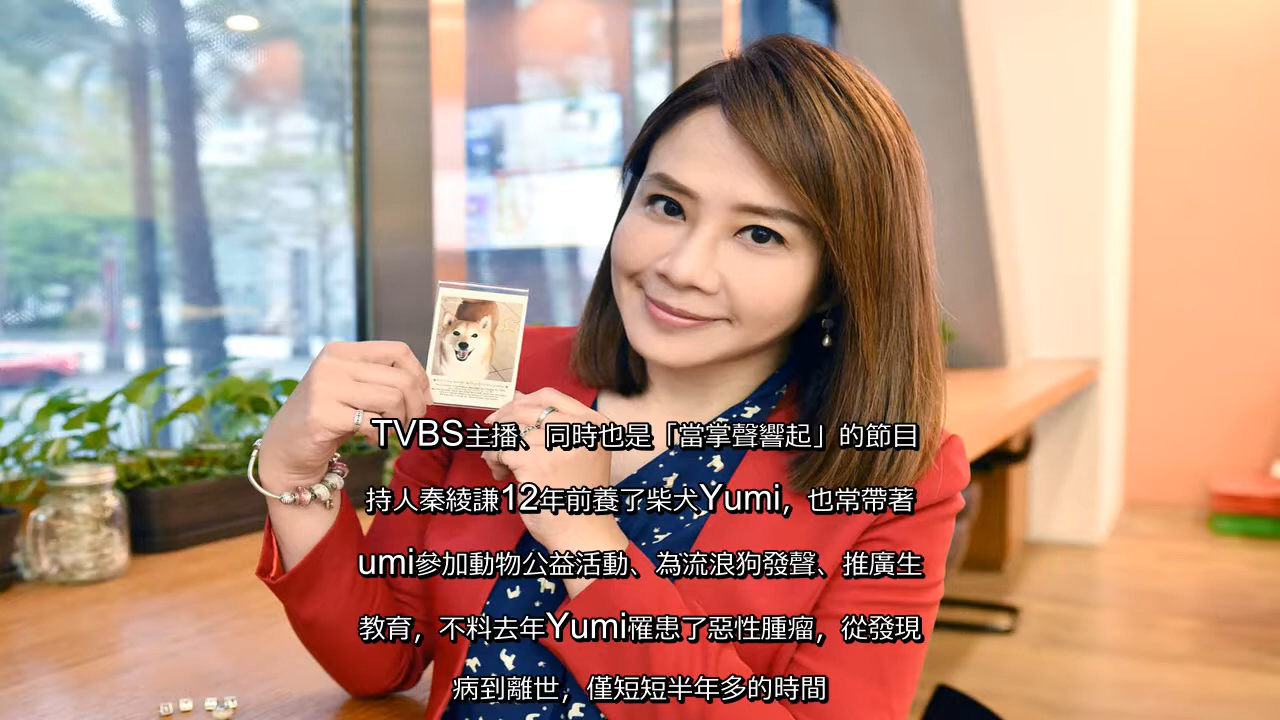 TVBS主播、同時也是「當掌聲響起」的節目
持人秦綾謙12年前養了柴犬Yumi，也常帶著
umi參加動物公益活動、為流浪狗發聲、推廣生
教育，不料去年Yumi罹患了惡性腫瘤，從發現
病到離世，僅短短半年多的時間